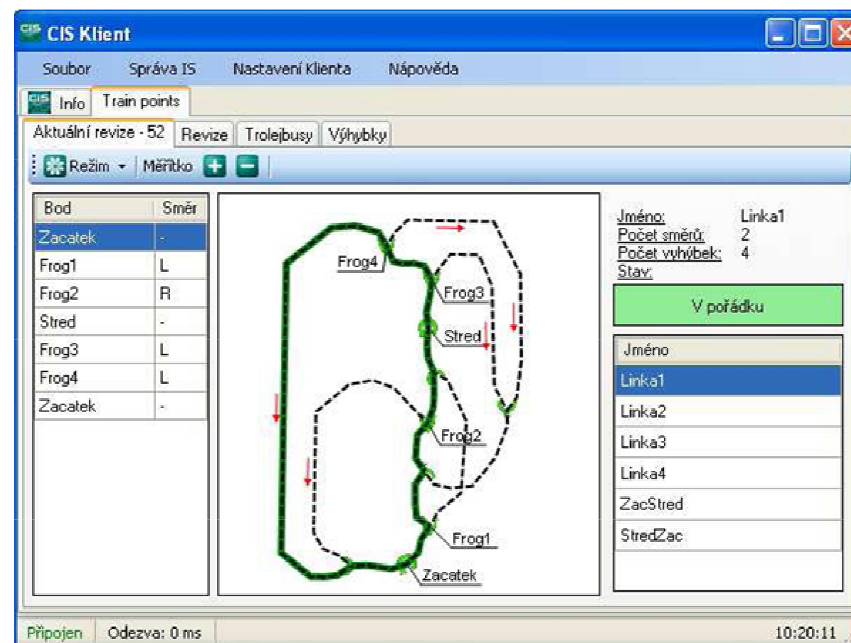 CIS Klient
Soubor Správa IS Nastavení Klienta Nápověda
CIS Info Train points
Aktuální revize - 52 Revize Trolejbusy Výhybky
Režim Měřítko
Bod Směr
Zacatek -
Frog1 L
Frog2 R
Stred -
Frog3 L
Frog4 L
Zacatek -
Frog4
Frog3
Stred
Frog2
Frog1
Zacatek
Jméno: Linka1
Počet směrů: 2
Počet vyhýbek: 4
Stav:
V pořádku
Jméno
Linka1
Linka2
Linka3
Linka4
ZacStred
StredZac
Připojen Odezva: 0 ms 10:20:11